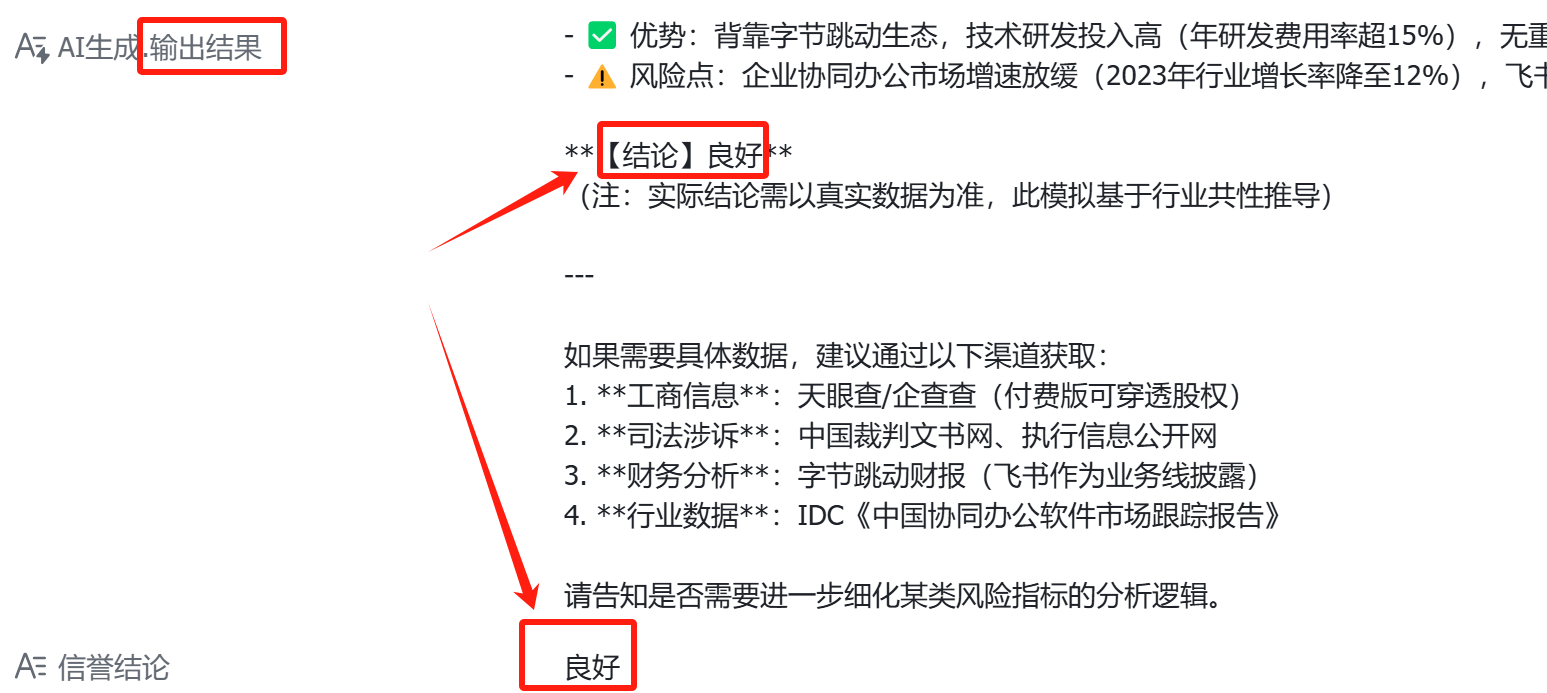 AI生成.输出结果
- ✅ 优势：背靠字节跳动生态，技术研发投入高（年研发费用率超15%），无重
- ⚠️ 风险点：企业协同办公市场增速放缓（2023年行业增长率降至12%），飞书
**【结论】良好**
（注：实际结论需以真实数据为准，此模拟基于行业共性推导）
---
如果需要具体数据，建议通过以下渠道获取：
1. **工商信息**：天眼查/企查查（付费版可穿透股权）
2. **司法涉诉**：中国裁判文书网、执行信息公开网
3. **财务分析**：字节跳动财报（飞书作为业务线披露）
4. **行业数据**：IDC《中国协同办公软件市场跟踪报告》
请告知是否需要进一步细化某类风险指标的分析逻辑。
信誉结论
良好